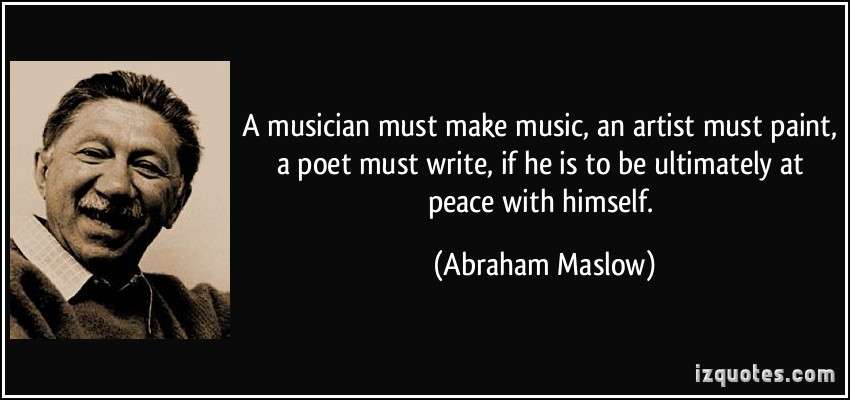 A musician must make music, an artist must paint,
a poet must write, if he is to be ultimately at
peace with himself.
(Abraham Maslow)
izquotes.com